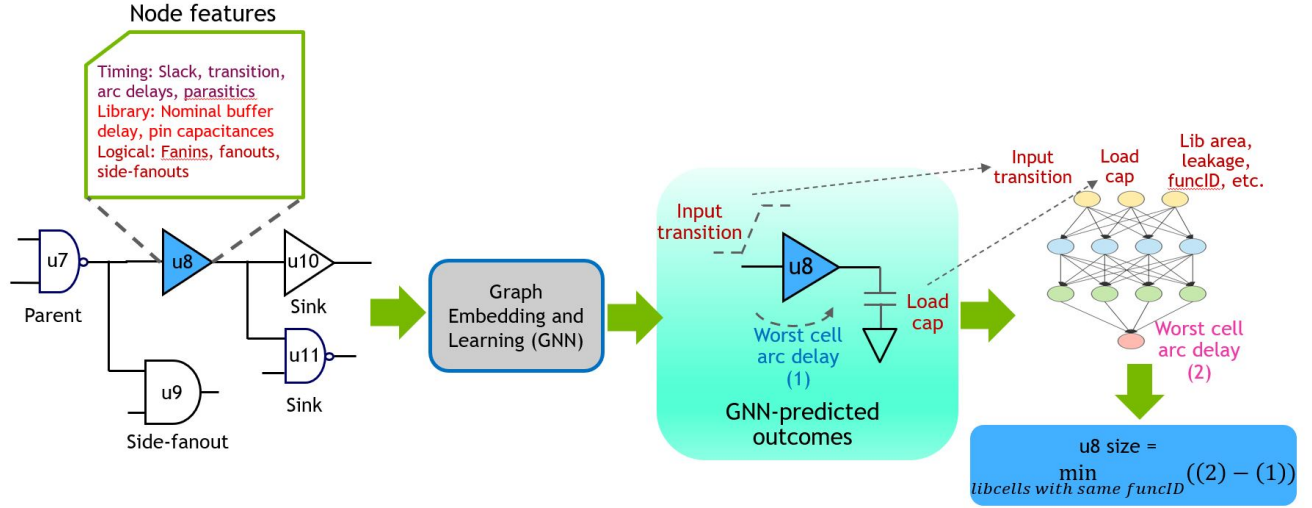 Node features
Timing: Slack, transition,
arc delays, parasitics
Library: Nominal buffer
delay, pin capacitances
Logical: Fanins, fanouts,
side-fanouts
u7
Parent
u8
u10
Sink
u11
Sink
u9
Side-fanout
Graph
Embedding and
Learning (GNN)
Input
transition
u8
Load
cap
Worst cell
arc delay
(1)
GNN-predicted
outcomes
Input
transition
Load
cap
Lib area,
leakage,
funcID, etc.
Worst cell
arc delay
(2)
u8 size =
min ((2) − (1))
libcells with same funcID